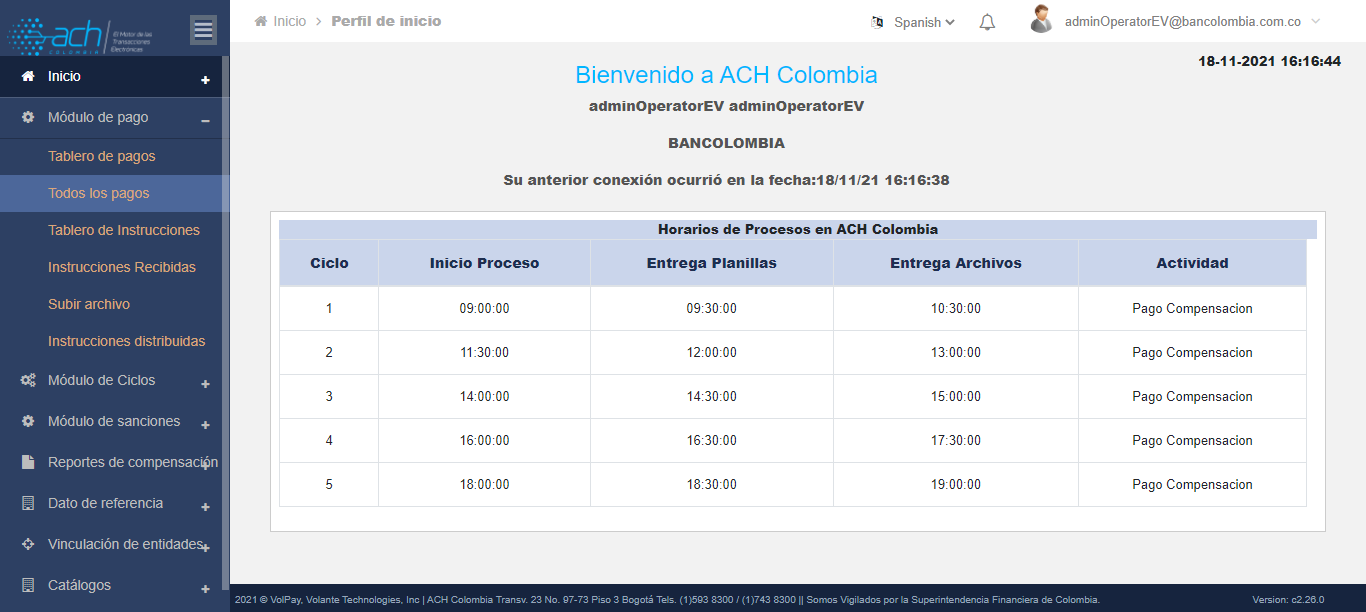 ach
COLOMBIA
El Motor de las
Transacciones
Electrónicas
Inicio > Perfil de inicio
Spanish
adminOperatorEV@bancolombia.com.co
Inicio
Módulo de pago
Tablero de pagos
Todos los pagos
Tablero de Instrucciones
Instrucciones Recibidas
Subir archivo
Instrucciones distribuidas
Módulo de Ciclos
Módulo de sanciones
Reportes de compensación
Dato de referencia
Vinculación de entidades
Catálogos
18-11-2021 16:16:44
Bienvenido a ACH Colombia
adminOperatorEV adminOperatorEV
BANCOLOMBIA
Su anterior conexión ocurrió en la fecha:18/11/21 16:16:38
Horarios de Procesos en ACH Colombia
Ciclo Inicio Proceso Entrega Planillas Entrega Archivos Actividad
1 09:00:00 09:30:00 10:30:00 Pago Compensacion
2 11:30:00 12:00:00 13:00:00 Pago Compensacion
3 14:00:00 14:30:00 15:00:00 Pago Compensacion
4 16:00:00 16:30:00 17:30:00 Pago Compensacion
5 18:00:00 18:30:00 19:00:00 Pago Compensacion
2021 © VolPay, Volante Technologies, Inc | ACH Colombia Transv. 23 No. 97-73 Piso 3 Bogotá Tels. (1)593 8300 / (1)743 8300 || Somos Vigilados por la Superintendencia Financiera de Colombia.
Version: c2.26.0